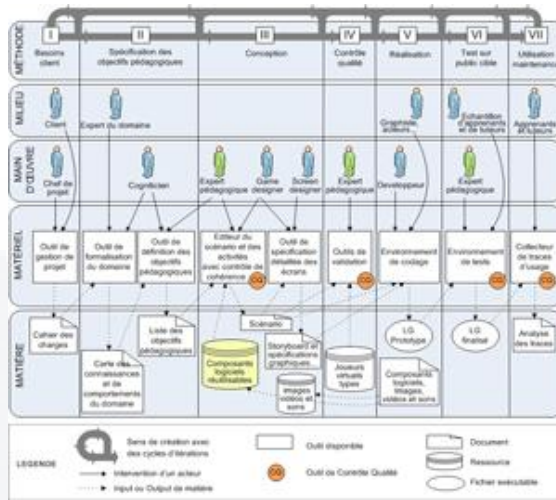 MÉTHODE
I
II
III
IV
V
VI
VII
Besoins
client
Spécification des
objectifs pédagogiques
Conception
Contrôle
qualité
Réalisation
Test sur
public cible
Utilisation
maintenance
MILIEU
Client
Expert du domaine
Graphiste,
acteurs...
Echantillon
d'apprenants
et de tuteurs
Apprenants
et tuteurs
MAIN
D'ŒUVRE
Chef de
projet
Cogniticien
Expert
pédagogique
Game
designer
Screen
designer
Expert
pédagogique
Developpeur
Expert
pédagogique
MATÉRIEL
Outil de
gestion de
projet
Outil de
formalisation
du domaine
Outil de
définition des
objectifs pédagogiques
Editeur du
scénario et des
activités
avec contrôle de
cohérence
CQ
Outil de
spécification
détaillées des
écrans
Outils de
validation
CQ
Environnement
de codage
Environnement
de tests
CQ
Collecteur
de traces
d'usage
CQ
MATIÈRE
Cahier des
charges
Carte des
connaissances
et de
comportements
du domaine
Liste des
objectifs
pédagogiques
Composants
logiciels
réutilisables
Scénario
Storyboard et
spécifications
graphiques
Images
vidéos et
sons
Joueurs
virtuels
types
LG
Prototype
Composants
logiciels,
Images,
vidéos et sons
LG
finalisé
Analyse
des traces
LEGENDE
Sens de création avec
des cycles d'itérations
Intervention d'un acteur
Input ou Output de matière
Outil disponible
CQ
Outil de Contrôle Qualité
Document
Ressource
Fichier exécutable